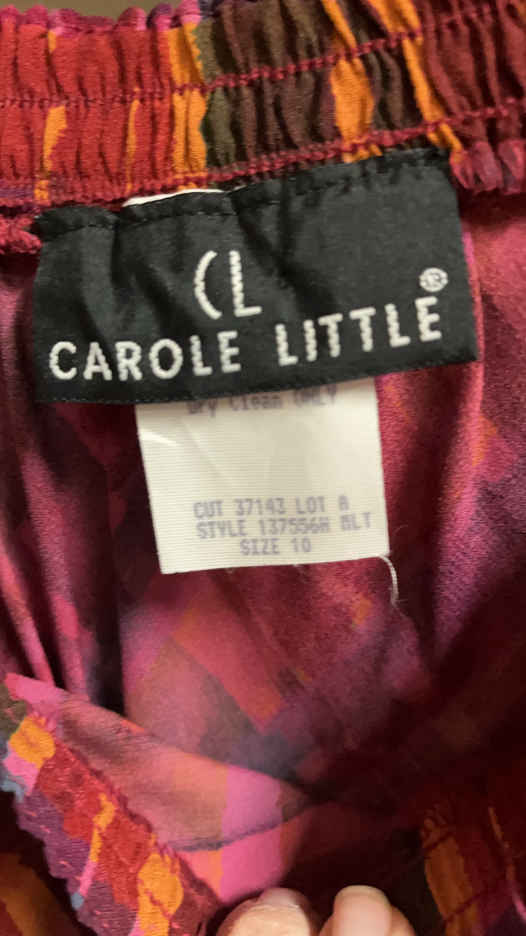 CL
CAROLE LITTLE®
Dry Clean ONLY
CUT 37143 LOT A
STYLE 137556H MLT
SIZE 10